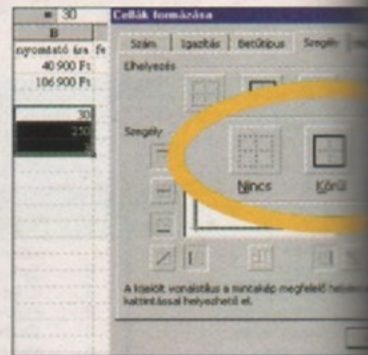 = 30
B
nyomtató ára
40 900 Ft
106 900 Ft
30
250
Cellák formázása
Szám Igazítás Betűtípus Szegély
Elhelyezés
Szegély
Nincs Körül
A kijelölt vonalstílus a mintakép megfelelő
kattintással helyezhető el.